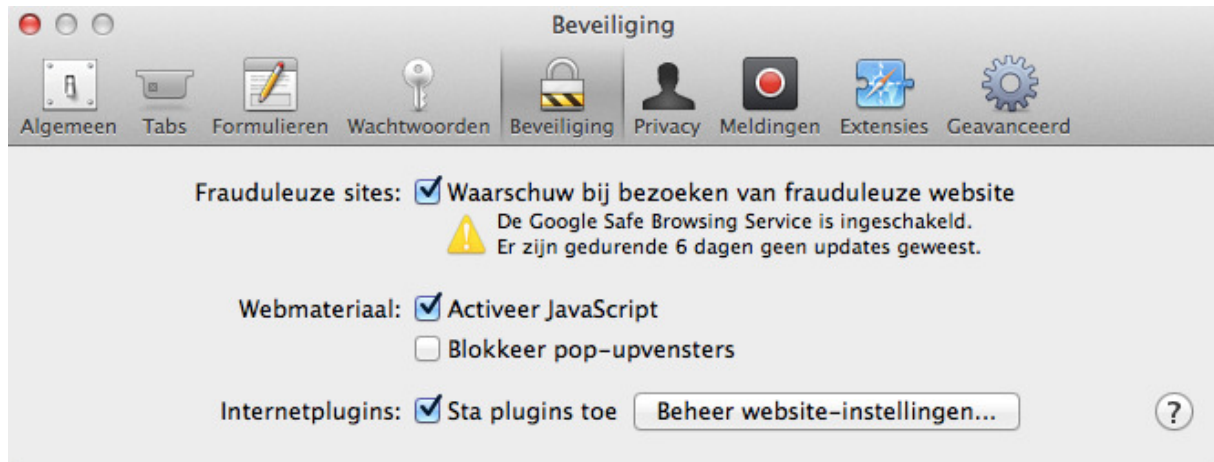 Beveiliging
Algemeen Tabs Formulieren Wachtwoorden Beveiliging Privacy Meldingen Extensies Geavanceerd
Frauduleuze sites: Waarschuw bij bezoeken van frauduleuze website
De Google Safe Browsing Service is ingeschakeld.
Er zijn gedurende 6 dagen geen updates geweest.
Webmateriaal: Activeer JavaScript
Blokkeer pop-upvensters
Internetplugins: Sta plugins toe Beheer website-instellingen... ?